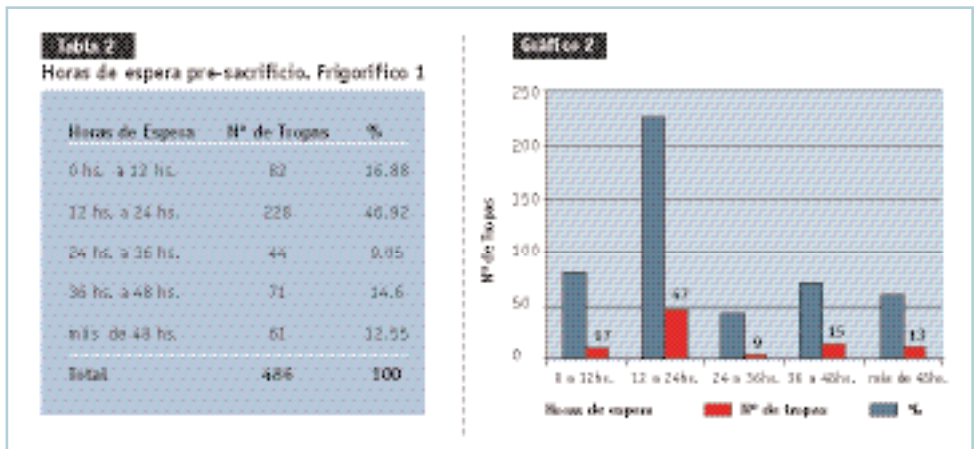 Tabla 2
Horas de espera pre-sacrificio. Frigorífico 1
Horas de Espera Nº de Tropas %
0 hs. a 12 hs. 82 16.88
12 hs. a 24 hs. 228 46.92
24 hs. a 36 hs. 44 9.05
36 hs. a 48 hs. 71 14.6
más de 48 hs. 61 12.55
Total 486 100
Gráfico 2
Nº de Tropas
250
200
150
100
50
0
17
47
9
15
13
0 a 12hs. 12 a 24hs. 24 a 36hs. 36 a 48hs. más de 48hs.
Horas de espera Nº de tropas %